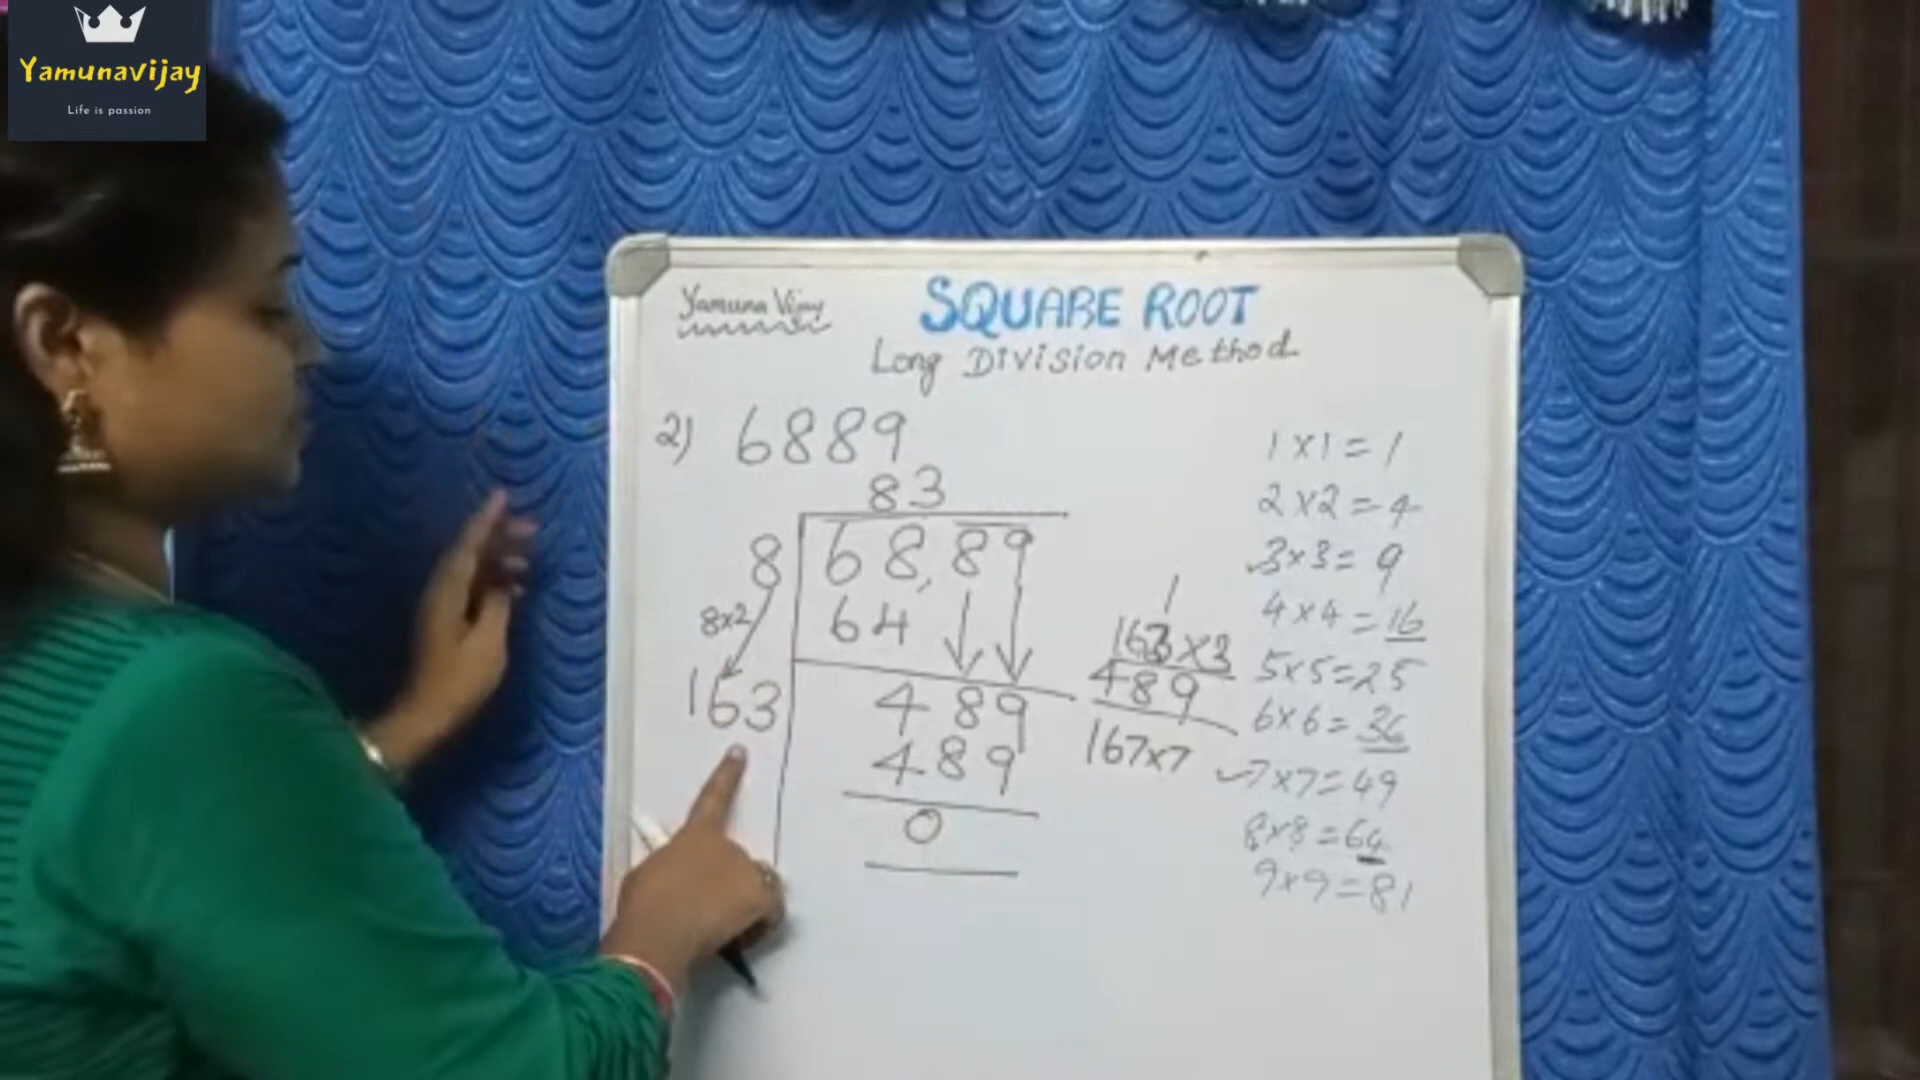 Yamunavijay
Life is passion
Yamuna Vijay
SQUARE ROOT
Long Division Method
2) 6889
83
8 68,89
8x2 64
163 489
489
0
163x3
489
167x7
1
1x1=1
2x2=4
3x3=9
4x4=16
5x5=25
6x6=36
7x7=49
8x8=64
9x9=81